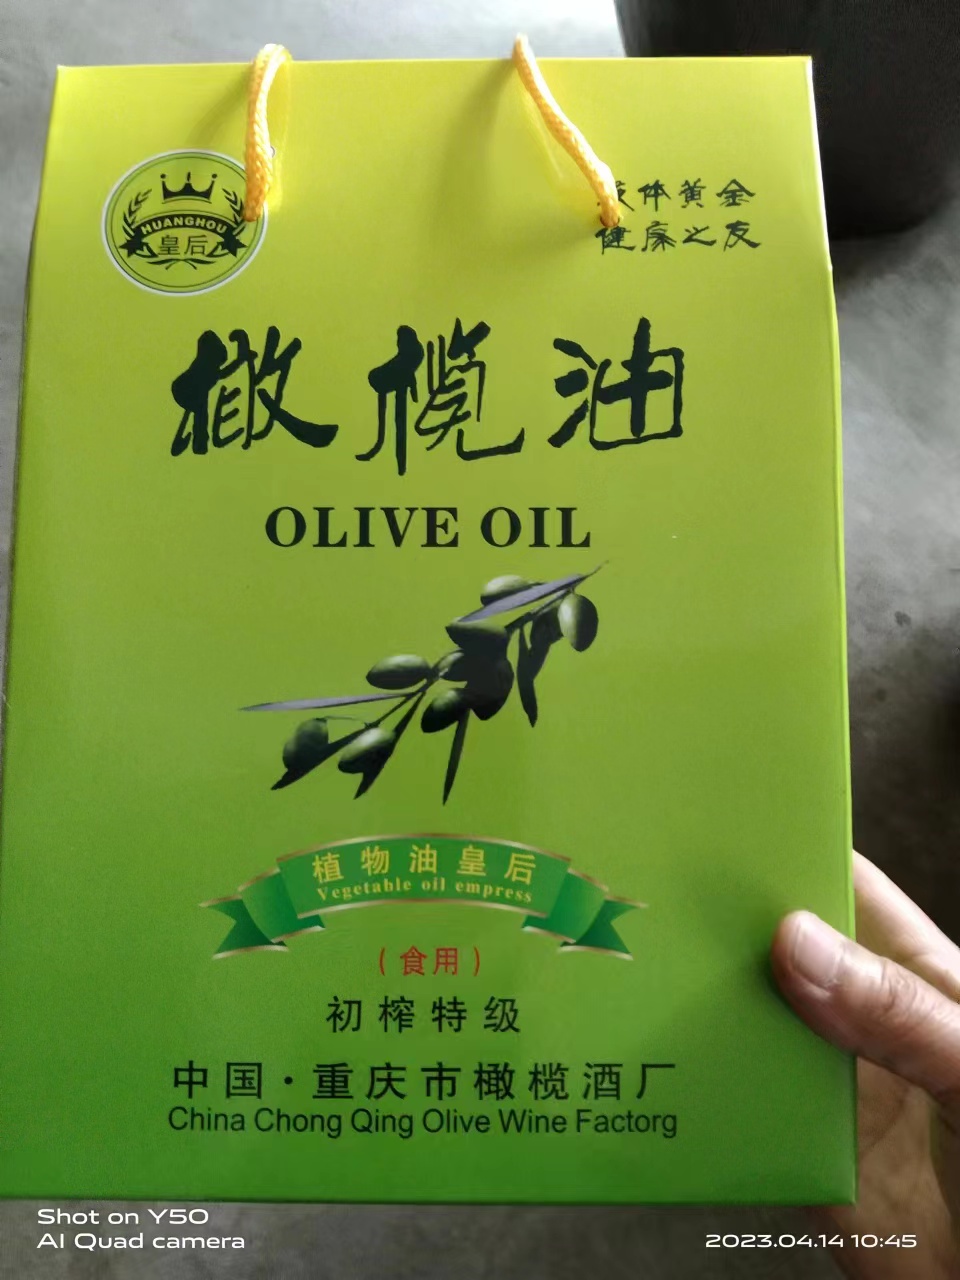 HUANGHOU
皇后
体黄金
健康之友
橄榄油
OLIVE OIL
植物油皇后
Vegetable oil empress
(食用)
初榨特级
中国·重庆市橄榄酒厂
China Chong Qing Olive Wine Factorg
Shot on Y50
AI Quad camera
2023.04.14 10:45